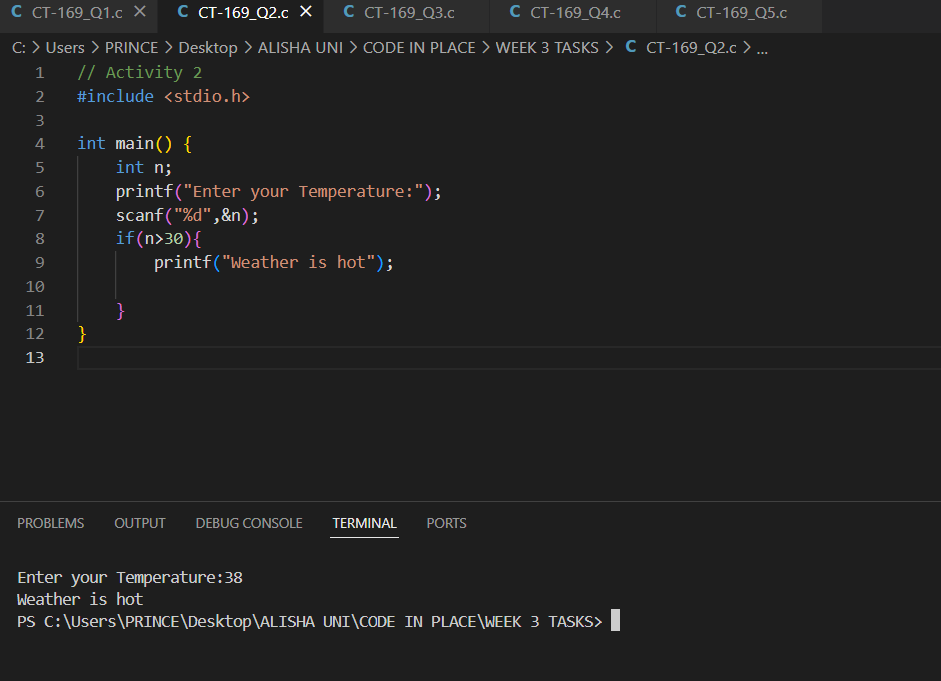 C CT-169_Q1.c × C CT-169_Q2.c × C CT-169_Q3.c C CT-169_Q4.c C CT-169_Q5.c
C: > Users > PRINCE > Desktop > ALISHA UNI > CODE IN PLACE > WEEK 3 TASKS > C CT-169_Q2.c > ...
1 // Activity 2
2 #include <stdio.h>
3
4 int main() {
5     int n;
6     printf("Enter your Temperature:");
7     scanf("%d",&n);
8     if(n>30){
9         printf("Weather is hot");
10
11     }
12 }
13
PROBLEMS OUTPUT DEBUG CONSOLE TERMINAL PORTS
Enter your Temperature:38
Weather is hot
PS C:\Users\PRINCE\Desktop\ALISHA UNI\CODE IN PLACE\WEEK 3 TASKS>